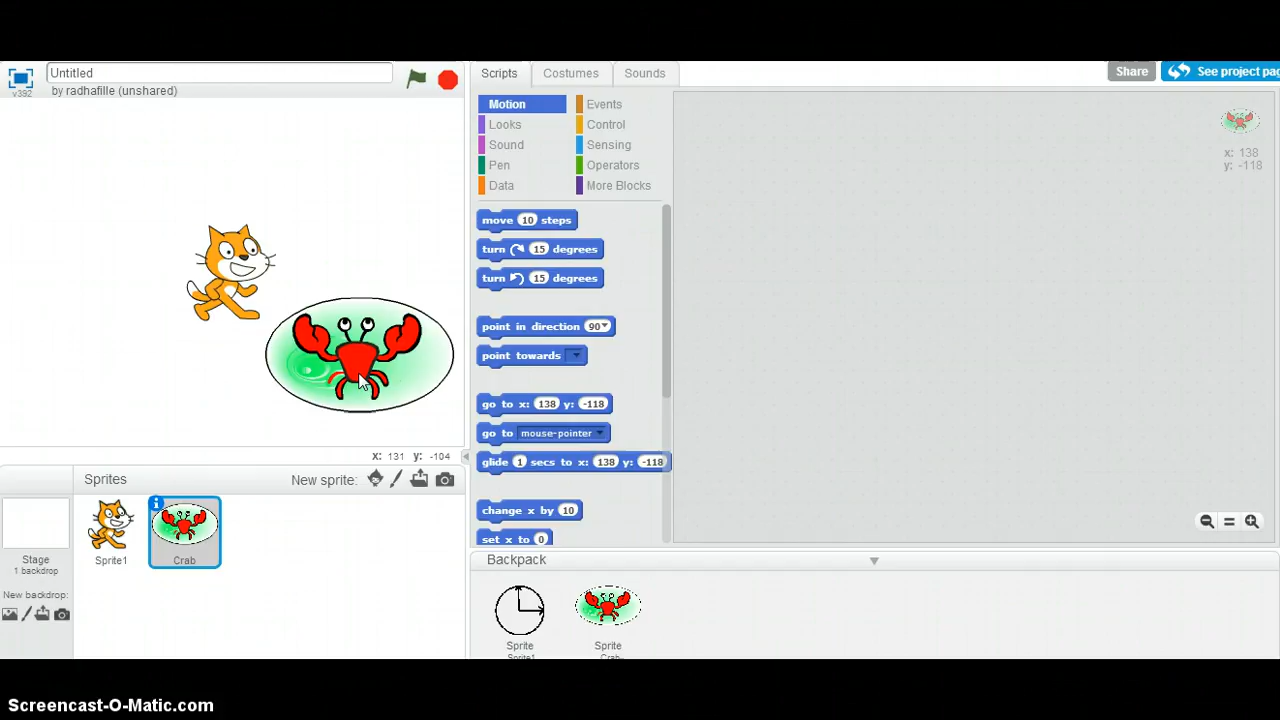 Untitled
by radhafille (unshared)
v392
Scripts
Costumes
Sounds
Share
See project pag
Motion
Looks
Sound
Pen
Data
Events
Control
Sensing
Operators
More Blocks
move 10 steps
turn 15 degrees
turn 15 degrees
point in direction 90
point towards
go to x: 138 y: -118
go to mouse-pointer
glide 1 secs to x: 138 y: -118
change x by 10
set x to 0
x: 138
y: -118
x: 131 y: -104
Sprites
New sprite:
Sprite1
Crab
Stage
1 backdrop
New backdrop:
Backpack
Sprite
Sprite1
Sprite
Crab
Screencast-O-Matic.com